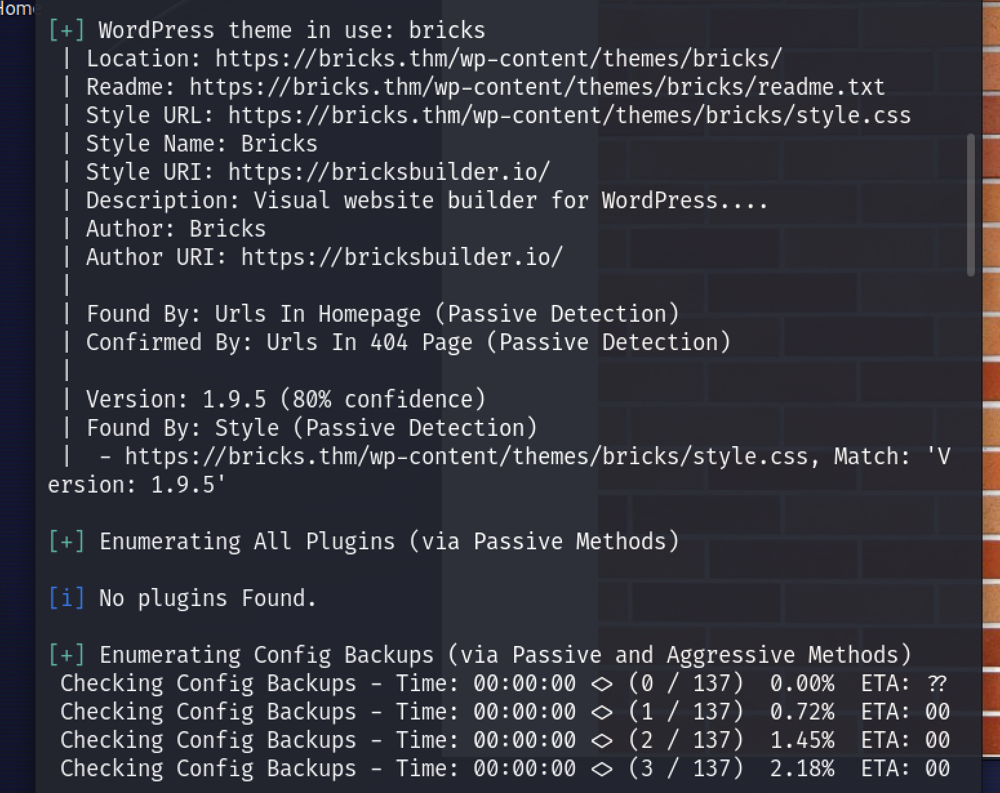 Home
[+] WordPress theme in use: bricks
 | Location: https://bricks.thm/wp-content/themes/bricks/
 | Readme: https://bricks.thm/wp-content/themes/bricks/readme.txt
 | Style URL: https://bricks.thm/wp-content/themes/bricks/style.css
 | Style Name: Bricks
 | Style URI: https://bricksbuilder.io/
 | Description: Visual website builder for WordPress....
 | Author: Bricks
 | Author URI: https://bricksbuilder.io/
 |
 | Found By: Urls In Homepage (Passive Detection)
 | Confirmed By: Urls In 404 Page (Passive Detection)
 |
 | Version: 1.9.5 (80% confidence)
 | Found By: Style (Passive Detection)
 |  - https://bricks.thm/wp-content/themes/bricks/style.css, Match: 'V
ersion: 1.9.5'
[+] Enumerating All Plugins (via Passive Methods)
[i] No plugins Found.
[+] Enumerating Config Backups (via Passive and Aggressive Methods)
 Checking Config Backups - Time: 00:00:00 <> (0 / 137)  0.00%  ETA: ??
 Checking Config Backups - Time: 00:00:00 <> (1 / 137)  0.72%  ETA: 00
 Checking Config Backups - Time: 00:00:00 <> (2 / 137)  1.45%  ETA: 00
 Checking Config Backups - Time: 00:00:00 <> (3 / 137)  2.18%  ETA: 00